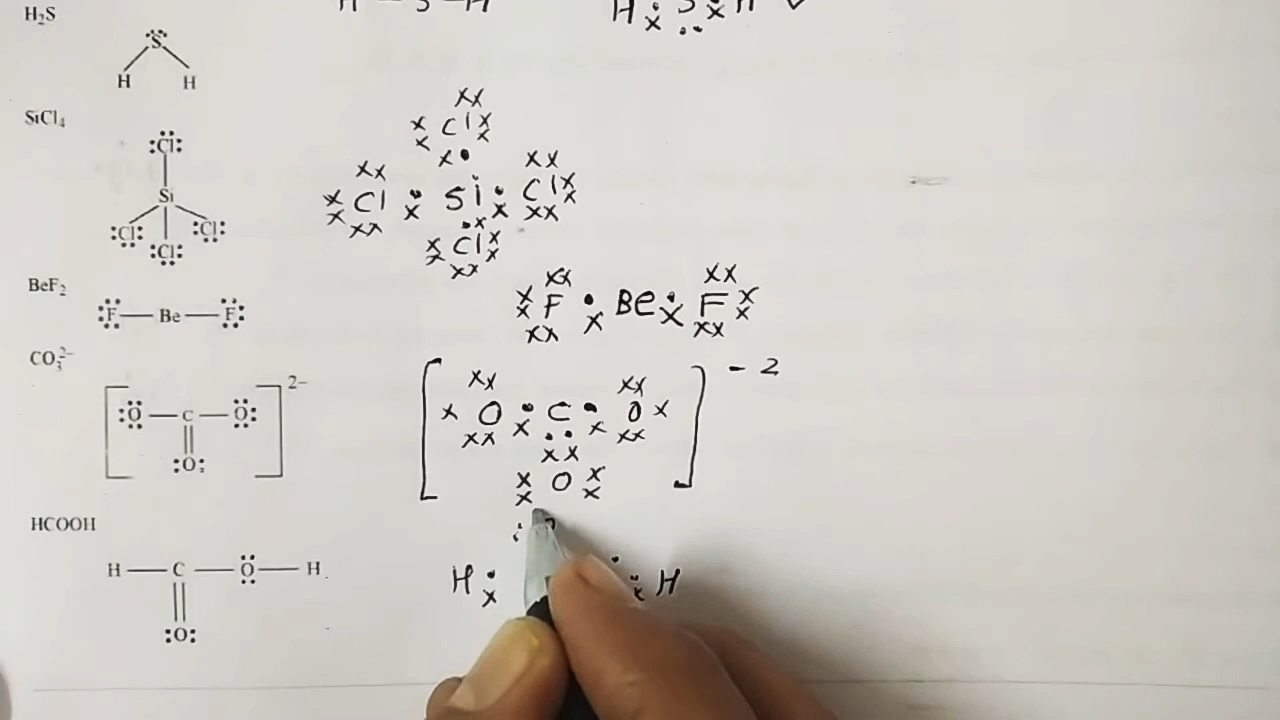 H₂S
H — S — H
H S H ✓
S
H H
SiCl₄
Cl
Si
Cl Cl
Cl
Cl
Cl Si Cl
Cl
BeF₂
F — Be — F
F Be F
CO₃²⁻
[O — C — O]²⁻
O
[O C O] - 2
O
HCOOH
H — C — O — H
O
H H